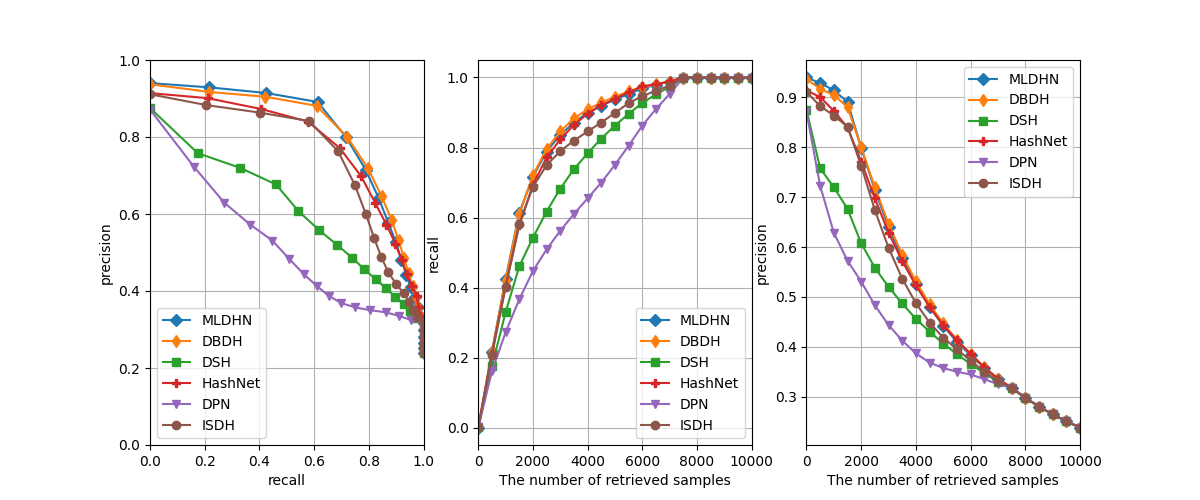 precision
1.0
0.8
0.6
0.4
0.2
0.0
MLDHN
DBDH
DSH
HashNet
DPN
ISDH
0.0 0.2 0.4 0.6 0.8 1.0
recall
recall
1.0
0.8
0.6
0.4
0.2
0.0
MLDHN
DBDH
DSH
HashNet
DPN
ISDH
0 2000 4000 6000 8000 10000
The number of retrieved samples
precision
0.9
0.8
0.7
0.6
0.5
0.4
0.3
MLDHN
DBDH
DSH
HashNet
DPN
ISDH
0 2000 4000 6000 8000 10000
The number of retrieved samples